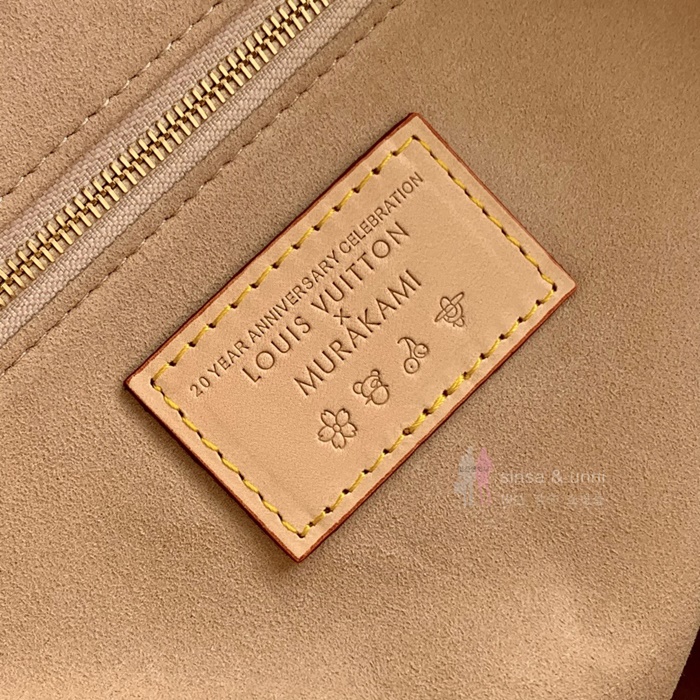 20 YEAR ANNIVERSARY CELEBRATION
LOUIS VUITTON
×
MURAKAMI
sinsa & unni